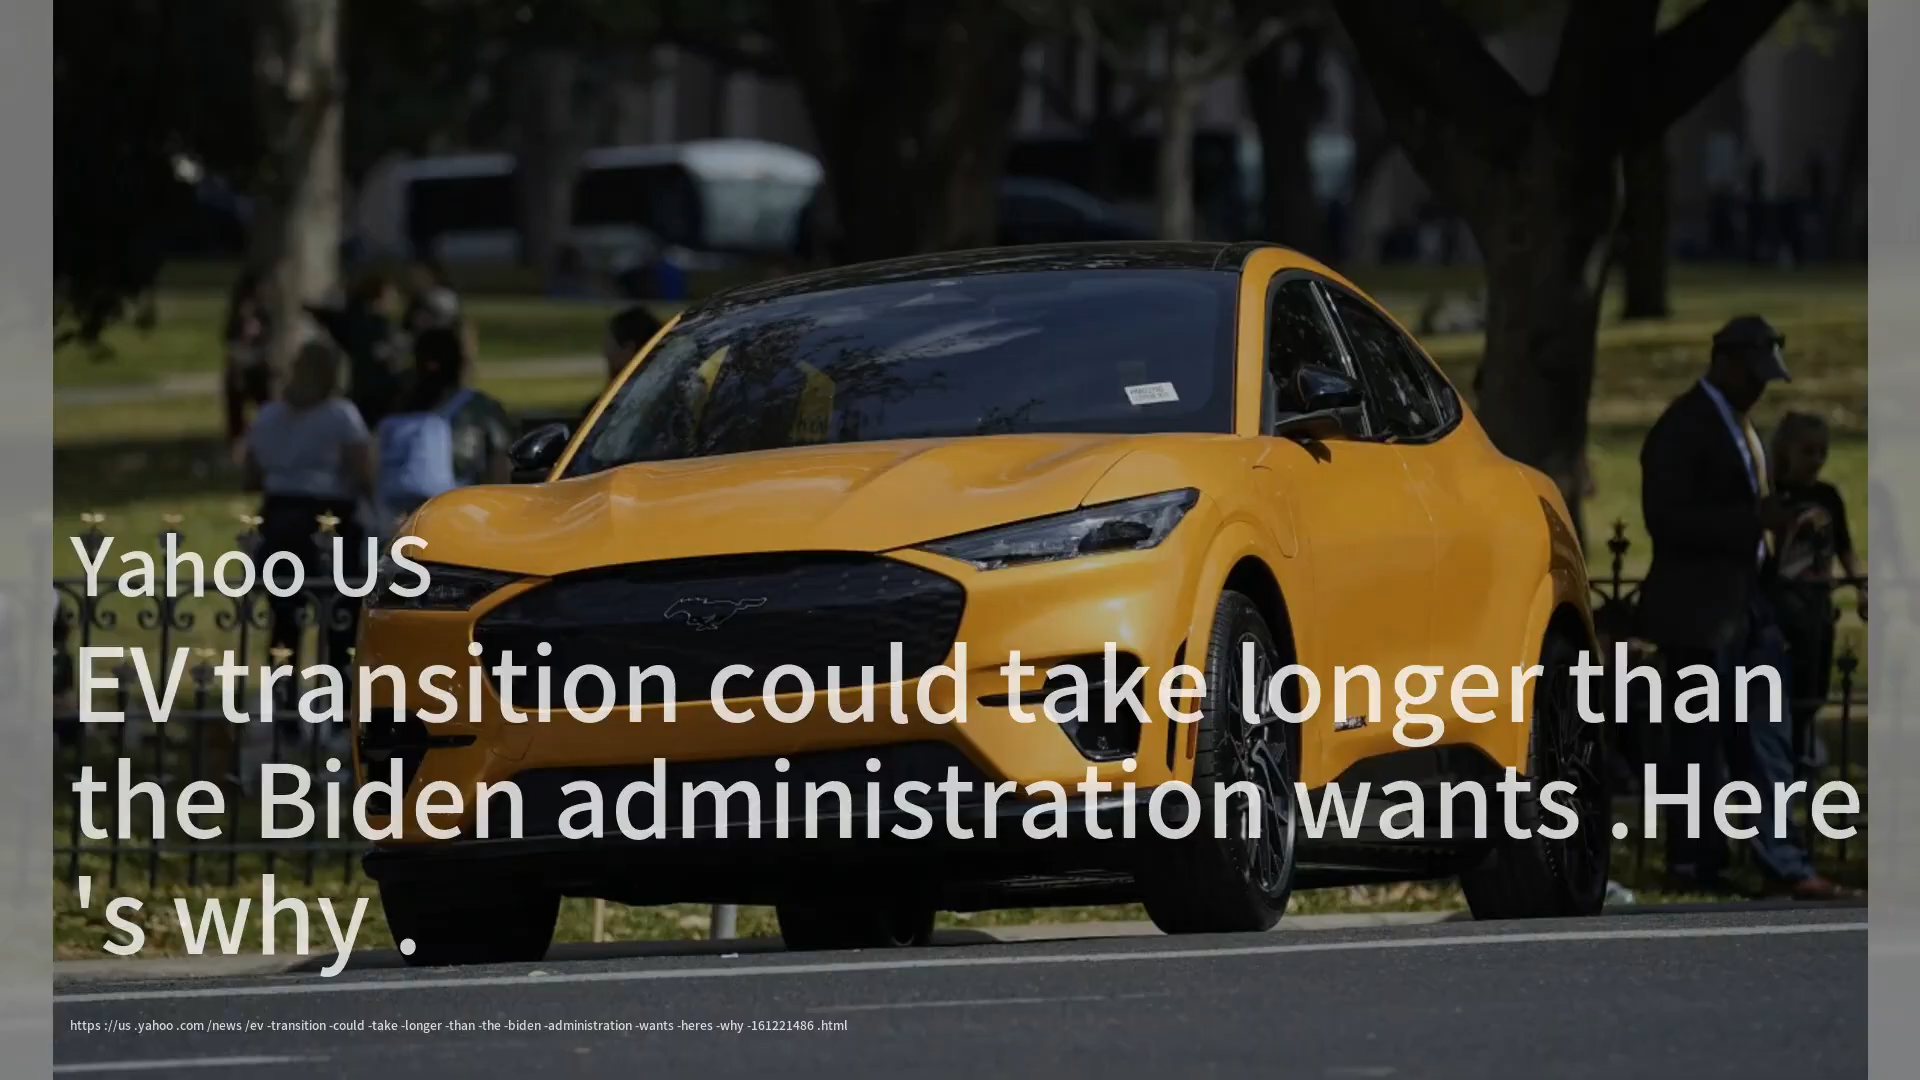 Yahoo US
EV transition could take longer than
the Biden administration wants .Here
's why .
https ://us .yahoo .com /news /ev -transition -could -take -longer -than -the -biden -administration -wants -heres -why -161221486 .html